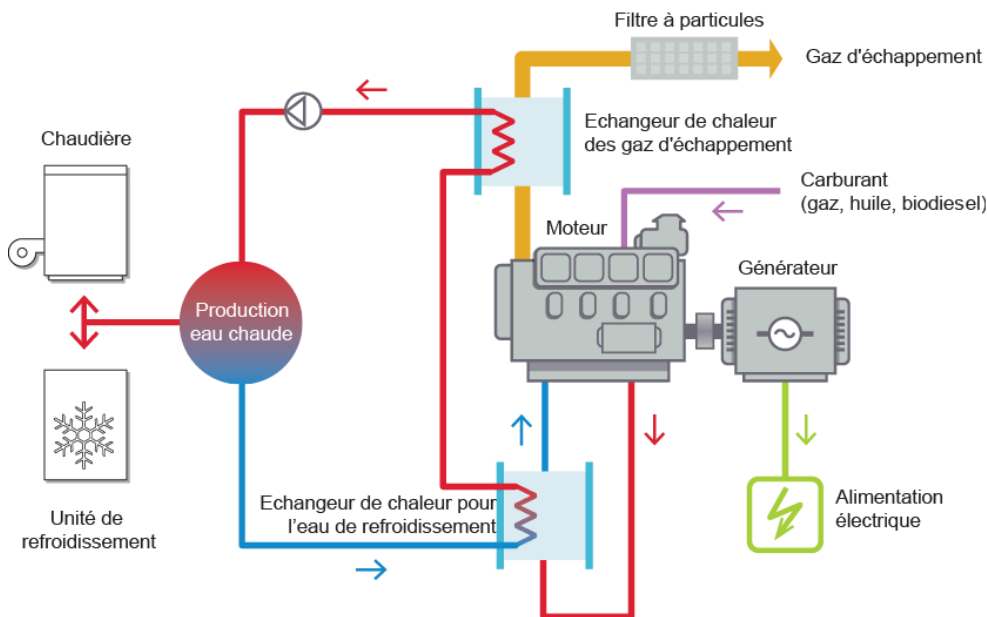 Filtre à particules
Gaz d'échappement
Chaudière
Echangeur de chaleur
des gaz d'échappement
Carburant
(gaz, huile, biodiesel)
Moteur
Générateur
Production
eau chaude
Echangeur de chaleur pour
l'eau de refroidissement
Unité de
refroidissement
Alimentation
électrique